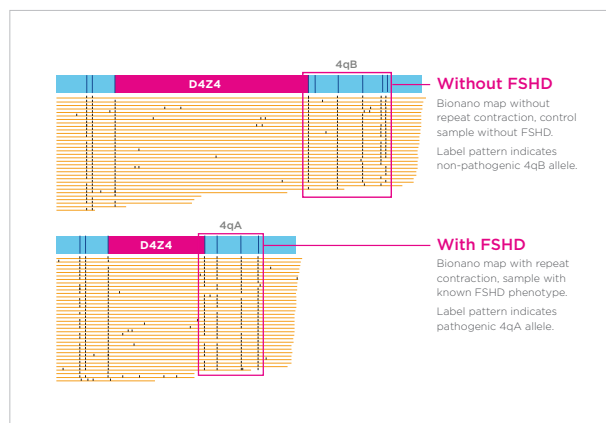 4qB
D4Z4
Without FSHD
Bionano map without
repeat contraction, control
sample without FSHD.
Label pattern indicates
non-pathogenic 4qB allele.
4qA
D4Z4
With FSHD
Bionano map with repeat
contraction, sample with
known FSHD phenotype.
Label pattern indicates
pathogenic 4qA allele.